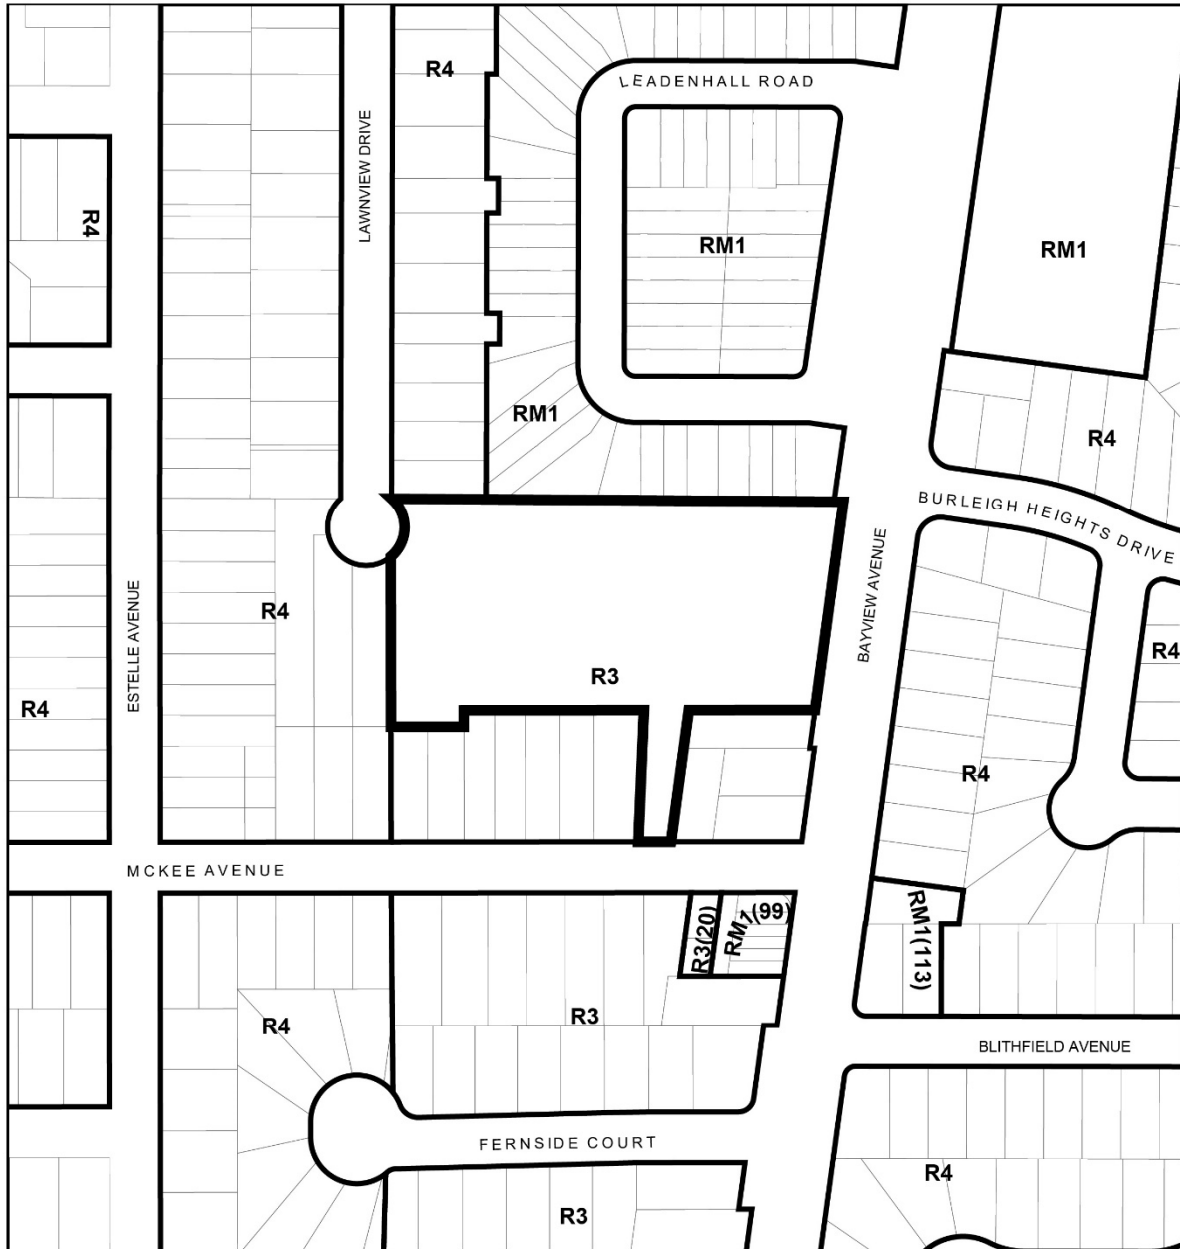 R4
LEADENHALL ROAD
LAWNVIEW DRIVE
R4
RM1
RM1
RM1
R4
BURLEIGH HEIGHTS DRIVE
BAYVIEW AVENUE
ESTELLE AVENUE
R4
R4
R3
R4
R4
MCKEE AVENUE
R3(20)
RM1(99)
RM1(113)
R4
R3
BLITHFIELD AVENUE
FERNSIDE COURT
R4
R3